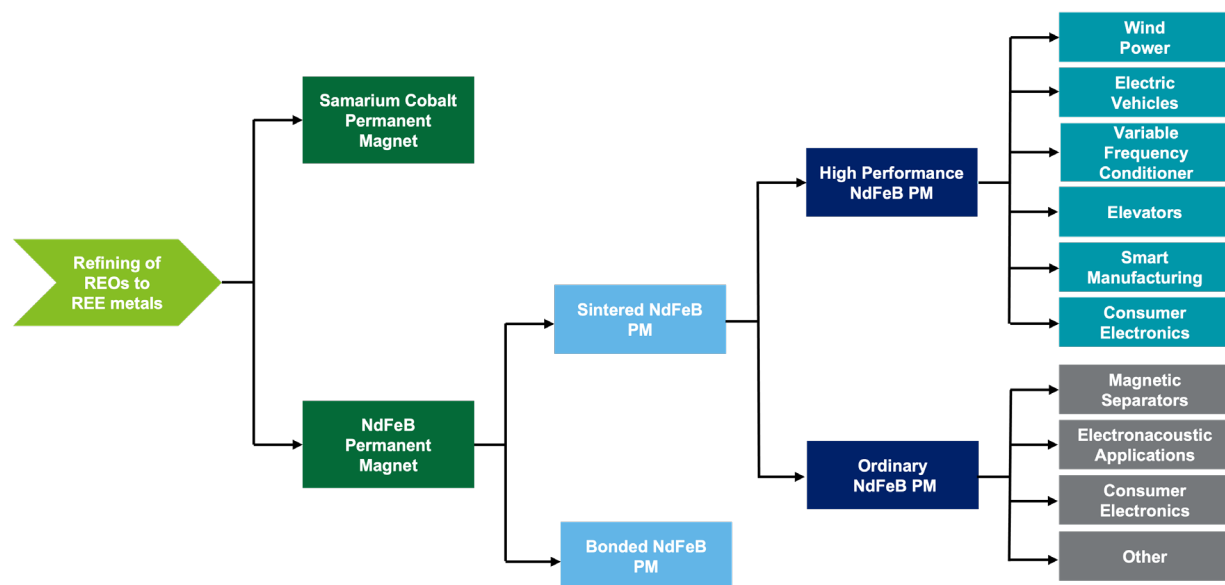 Refining of
REOs to
REE metals
Samarium Cobalt
Permanent
Magnet
NdFeB
Permanent
Magnet
Sintered NdFeB
PM
Bonded NdFeB
PM
High Performance
NdFeB PM
Ordinary
NdFeB PM
Wind
Power
Electric
Vehicles
Variable
Frequency
Conditioner
Elevators
Smart
Manufacturing
Consumer
Electronics
Magnetic
Separators
Electronacoustic
Applications
Consumer
Electronics
Other